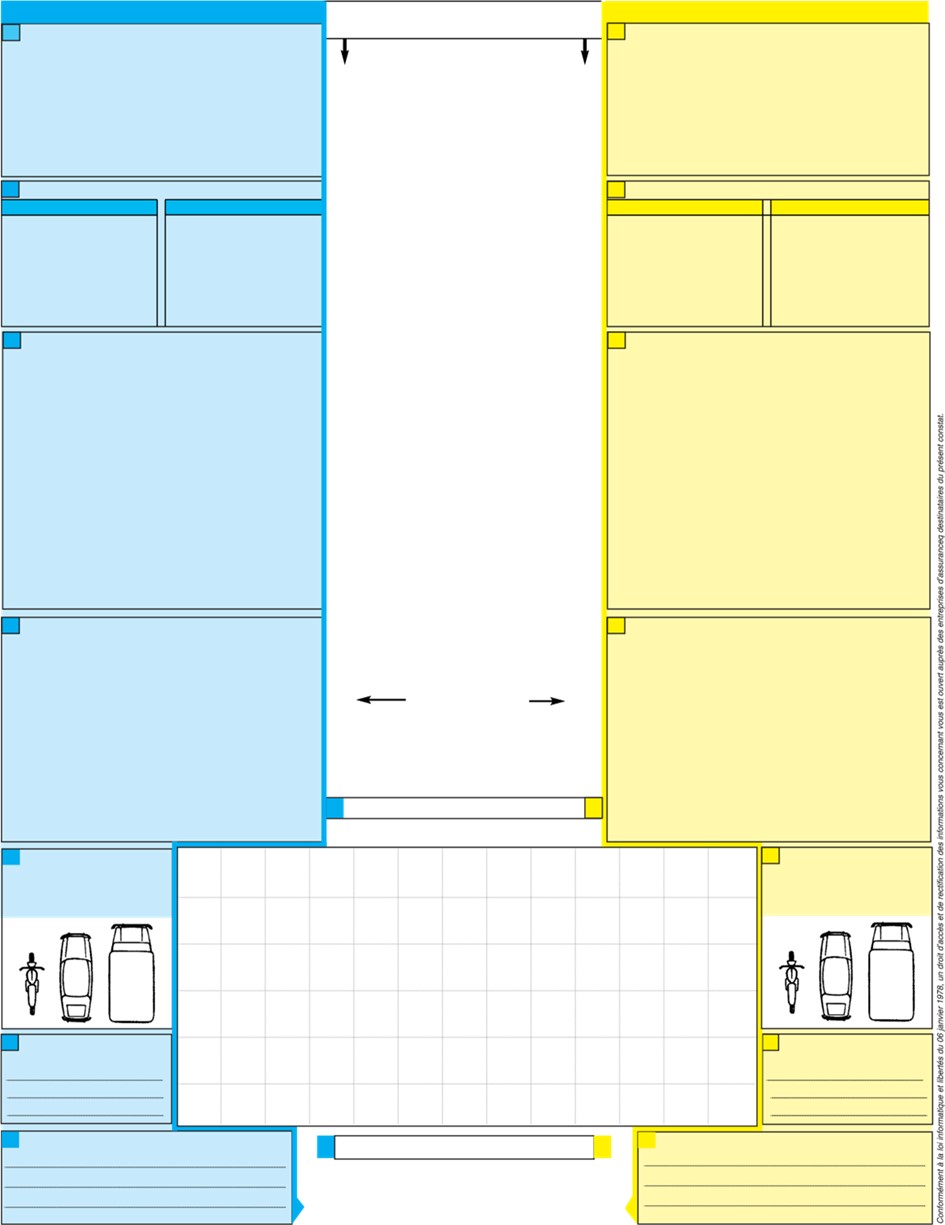 Conformément à la loi informatique et libertés du 06 janvier 1978, un droit d'accès et de rectification des informations vous concernant vous est ouvert auprès des entreprises d'assuranceq destinataires du présent constat.